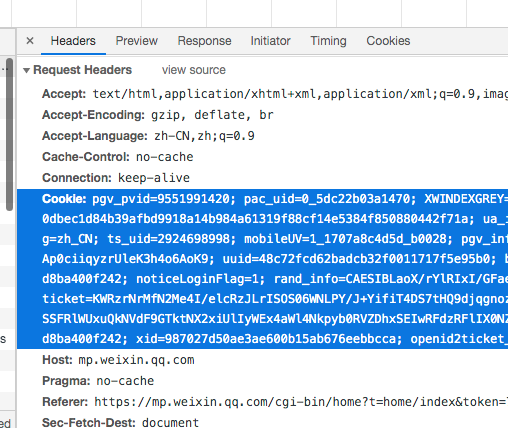 × Headers Preview Response Initiator Timing Cookies
▼ Request Headers view source
Accept: text/html,application/xhtml+xml,application/xml;q=0.9,imag
Accept-Encoding: gzip, deflate, br
Accept-Language: zh-CN,zh;q=0.9
Cache-Control: no-cache
Connection: keep-alive
Cookie: pgv_pvid=9551991420; pac_uid=0_5dc22b03a1470; XWINDEXGREY=
0dbec1d84b39afbd9918a14b984a61319f88cf14e5384f850880442f71a; ua_i
g=zh_CN; ts_uid=2924698998; mobileUV=1_1707a8c4d5d_b0028; pgv_inf
Ap0ciiqyzrUleK3h4o6AoK9; uuid=48c72fcd62badcb32f0011717f5e95b0; b
d8ba400f242; noticeLoginFlag=1; rand_info=CAESIBLaoX/rYlRIxI/GFae
ticket=KWRzrNrMfN2Me4I/elcRzJLrISOS06WNLPY/J+YifiT4DS7tHQ9djqgnoz
SSFRlWUxuQkNVdF9GTktNX2xiUlIyWEx4aWl4Nkpyb0RVZDhxSEIwRFdzRFlIX0NZ
d8ba400f242; xid=987027d50ae3ae600b15ab676eebbcca; openid2ticket_
Host: mp.weixin.qq.com
Pragma: no-cache
Referer: https://mp.weixin.qq.com/cgi-bin/home?t=home/index&token=
Sec-Fetch-Dest: document